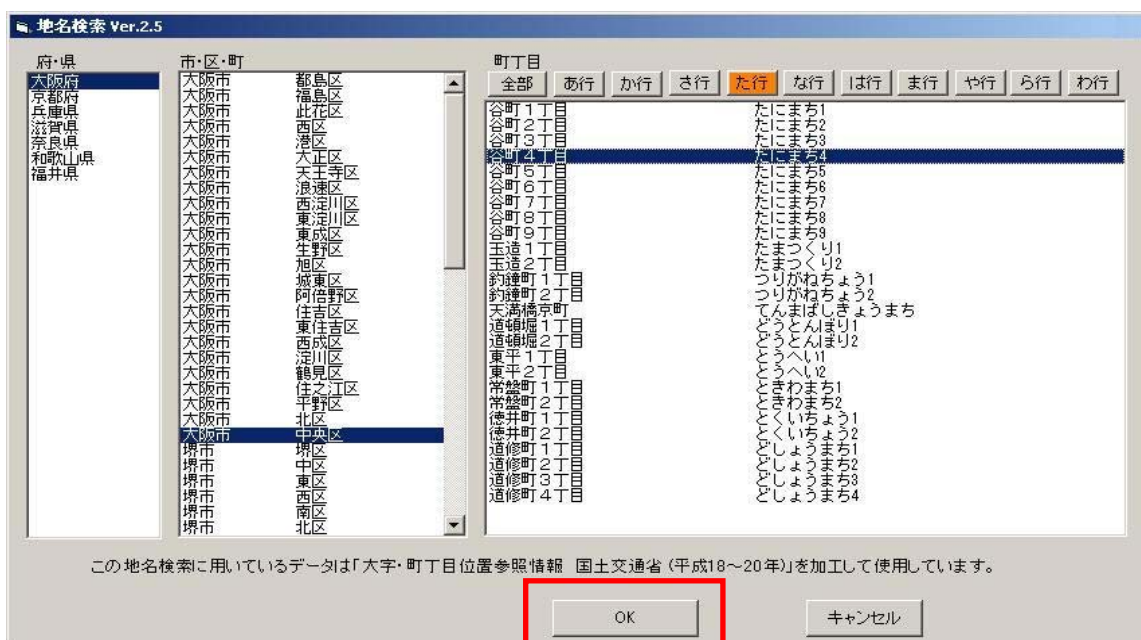 地名検索 Ver.2.5
府・県
大阪府
京都府
兵庫県
滋賀県
奈良県
和歌山県
福井県
市・区・町
大阪市 都島区
大阪市 福島区
大阪市 此花区
大阪市 西区
大阪市 港区
大阪市 大正区
大阪市 天王寺区
大阪市 浪速区
大阪市 西淀川区
大阪市 東淀川区
大阪市 東成区
大阪市 生野区
大阪市 旭区
大阪市 城東区
大阪市 阿倍野区
大阪市 住吉区
大阪市 東住吉区
大阪市 西成区
大阪市 淀川区
大阪市 鶴見区
大阪市 住之江区
大阪市 平野区
大阪市 北区
大阪市 中央区
堺市 堺区
堺市 中区
堺市 東区
堺市 西区
堺市 南区
堺市 北区
町丁目
全部 あ行 か行 さ行 た行 な行 は行 ま行 や行 ら行 わ行
谷町1丁目 たにまち1
谷町2丁目 たにまち2
谷町3丁目 たにまち3
谷町4丁目 たにまち4
谷町5丁目 たにまち5
谷町6丁目 たにまち6
谷町7丁目 たにまち7
谷町8丁目 たにまち8
谷町9丁目 たにまち9
玉造1丁目 たまつくり1
玉造2丁目 たまつくり2
釣鐘町1丁目 つりがねちょう1
釣鐘町2丁目 つりがねちょう2
天満橋京町 てんまばしきょうまち
道頓堀1丁目 どうとんぼり1
道頓堀2丁目 どうとんぼり2
東平1丁目 とうへい1
東平2丁目 とうへい2
常盤町1丁目 ときわまち1
常盤町2丁目 ときわまち2
徳井町1丁目 とくいちょう1
徳井町2丁目 とくいちょう2
道修町1丁目 どしょうまち1
道修町2丁目 どしょうまち2
道修町3丁目 どしょうまち3
道修町4丁目 どしょうまち4
この地名検索に用いているデータは「大字・町丁目位置参照情報 国土交通省(平成18～20年)」を加工して使用しています。
OK キャンセル